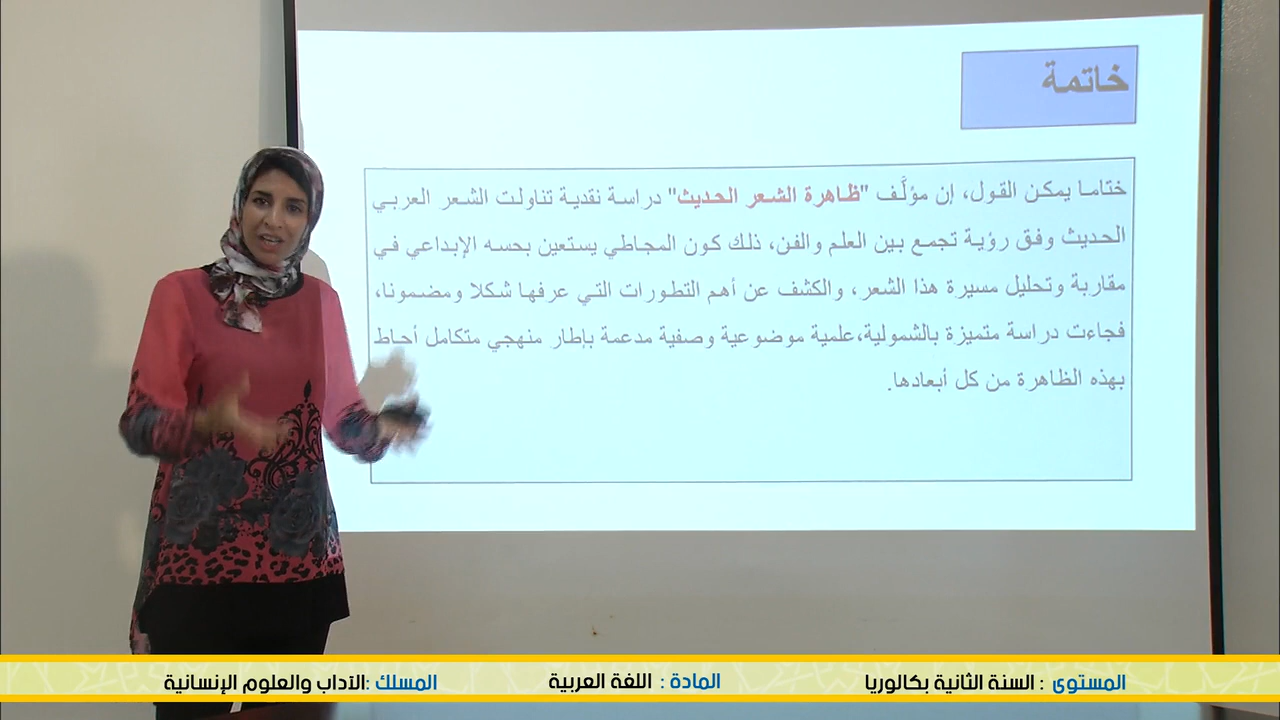 خاتمة
ختاما يمكن القول، إن مؤلَّف "ظاهرة الشعر الحديث" دراسة نقدية تناولت الشعر العربي
الحديث وفق رؤية تجمع بين العلم والفن، ذلك كون المجاطي يستعين بحسه الإبداعي في
مقاربة وتحليل مسيرة هذا الشعر، والكشف عن أهم التطورات التي عرفها شكلا ومضمونا،
فجاءت دراسة متميزة بالشمولية،علمية موضوعية وصفية مدعمة بإطار منهجي متكامل أحاط
بهذه الظاهرة من كل أبعادها.
المستوى : السنة الثانية بكالوريا المادة : اللغة العربية المسلك :الآداب والعلوم الإنسانية